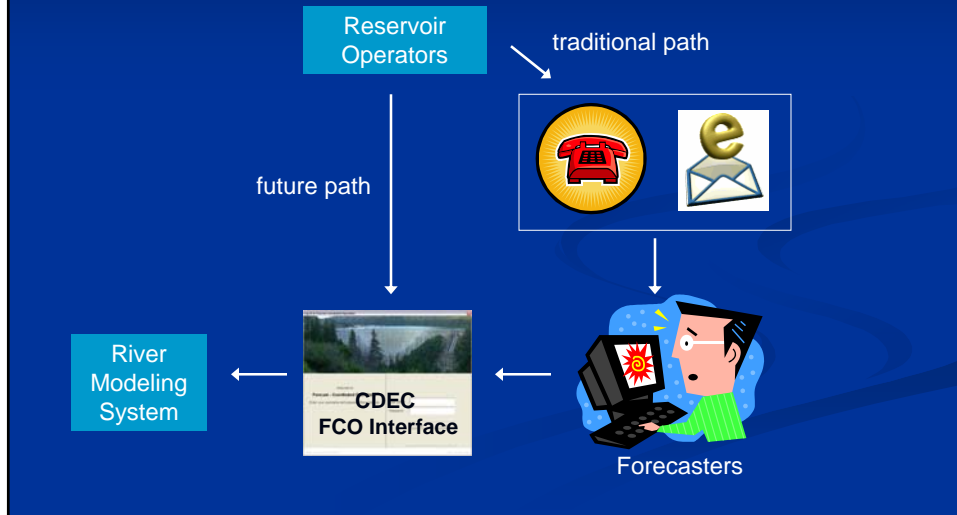 Reservoir
Operators
traditional path
e
future path
River
Modeling
System
CDEC
FCO Interface
Forecasters